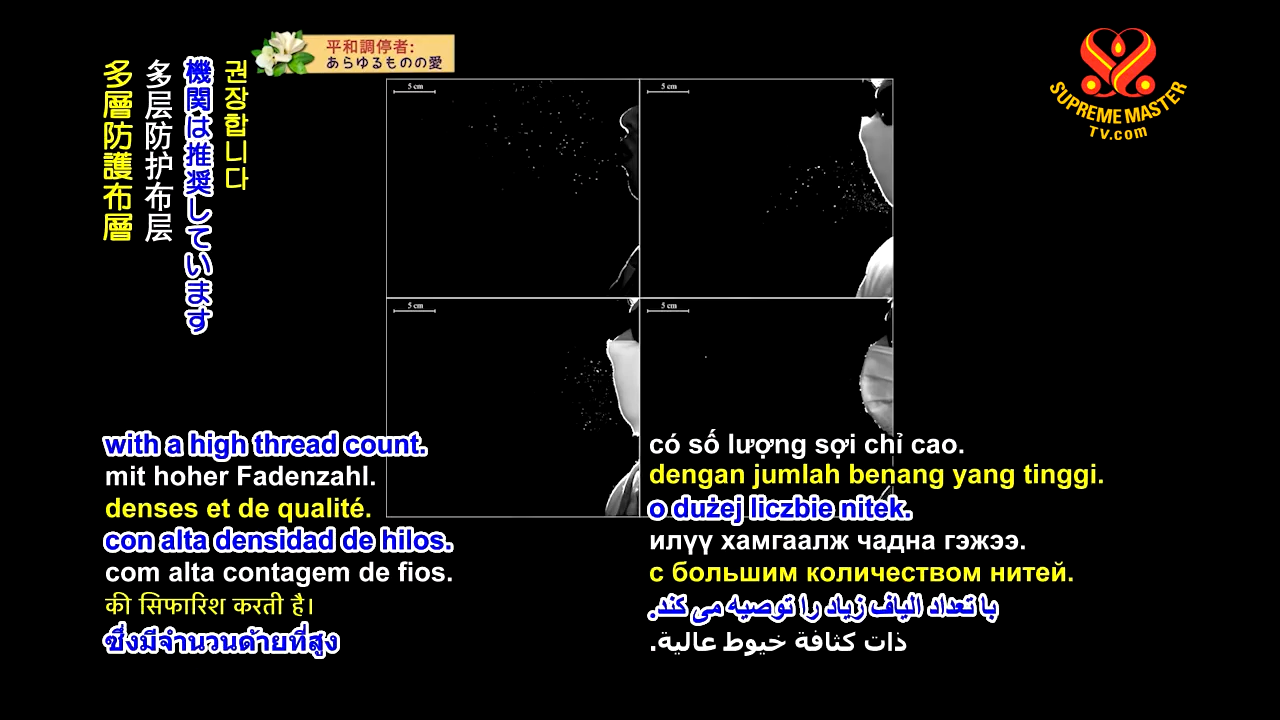 平和調停者:
あらゆるものの愛
SUPREME MASTER
TV.com
권장합니다
機関は推奨しています
多层防护布层
多層防護布層
5 cm
5 cm
5 cm
5 cm
with a high thread count.
mit hoher Fadenzahl.
denses et de qualité.
con alta densidad de hilos.
com alta contagem de fios.
की सिफारिश करती है।
ซึ่งมีจำนวนด้ายที่สูง
có số lượng sợi chỉ cao.
dengan jumlah benang yang tinggi.
o dużej liczbie nitek.
илүү хамгаалж чадна гэжээ.
с большим количеством нитей.
با تعداد الیاف زیاد را توصیه می کند.
ذات كثافة خيوط عالية.